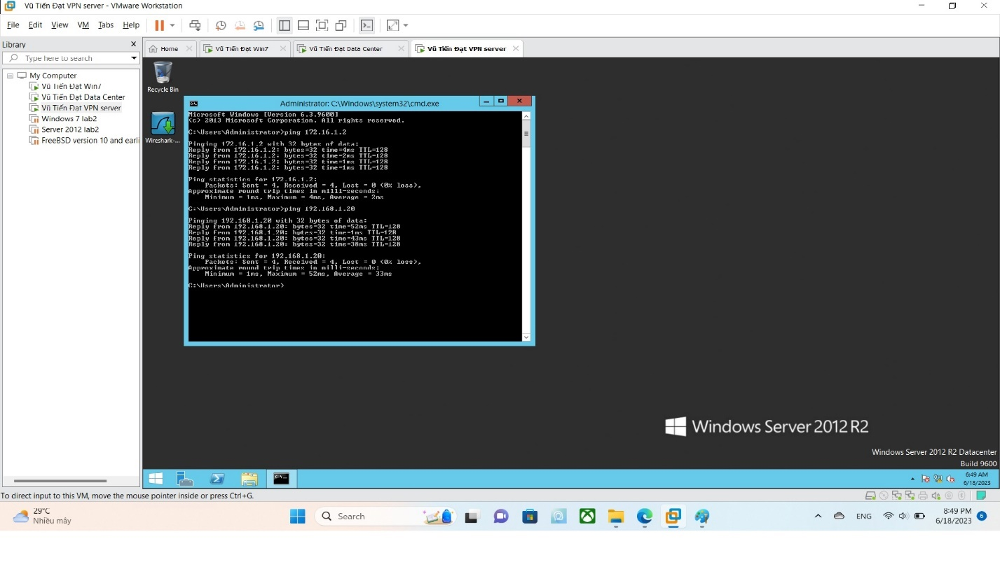 Vũ Tiến Đạt VPN server - VMware Workstation
File Edit View VM Tabs Help
Library X
Type here to search
My Computer
Vũ Tiến Đạt Win7
Vũ Tiến Đạt Data Center
Vũ Tiến Đạt VPN server
Windows 7 lab2
Server 2012 lab2
FreeBSD version 10 and earli
Home
Vũ Tiến Đạt Win7
Vũ Tiến Đạt Data Center
Vũ Tiến Đạt VPN server
Recycle Bin
Wireshark-...
Administrator: C:\Windows\system32\cmd.exe
Microsoft Windows [Version 6.3.9600]
(c) 2013 Microsoft Corporation. All rights reserved.
C:\Users\Administrator>ping 172.16.1.2
Pinging 172.16.1.2 with 32 bytes of data:
Reply from 172.16.1.2: bytes=32 time=4ms TTL=128
Reply from 172.16.1.2: bytes=32 time=2ms TTL=128
Reply from 172.16.1.2: bytes=32 time=1ms TTL=128
Reply from 172.16.1.2: bytes=32 time=1ms TTL=128
Ping statistics for 172.16.1.2:
Packets: Sent = 4, Received = 4, Lost = 0 (0% loss),
Approximate round trip times in milli-seconds:
Minimum = 1ms, Maximum = 4ms, Average = 2ms
C:\Users\Administrator>ping 192.168.1.20
Pinging 192.168.1.20 with 32 bytes of data:
Reply from 192.168.1.20: bytes=32 time=52ms TTL=128
Reply from 192.168.1.20: bytes=32 time=1ms TTL=128
Reply from 192.168.1.20: bytes=32 time=43ms TTL=128
Reply from 192.168.1.20: bytes=32 time=38ms TTL=128
Ping statistics for 192.168.1.20:
Packets: Sent = 4, Received = 4, Lost = 0 (0% loss),
Approximate round trip times in milli-seconds:
Minimum = 1ms, Maximum = 52ms, Average = 33ms
C:\Users\Administrator>
Windows Server 2012 R2
Windows Server 2012 R2 Datacenter
Build 9600
6:49 AM
6/18/2023
To direct input to this VM, move the mouse pointer inside or press Ctrl+G.
29°C
Nhiều mây
Search
ENG
8:49 PM
6/18/2023
6